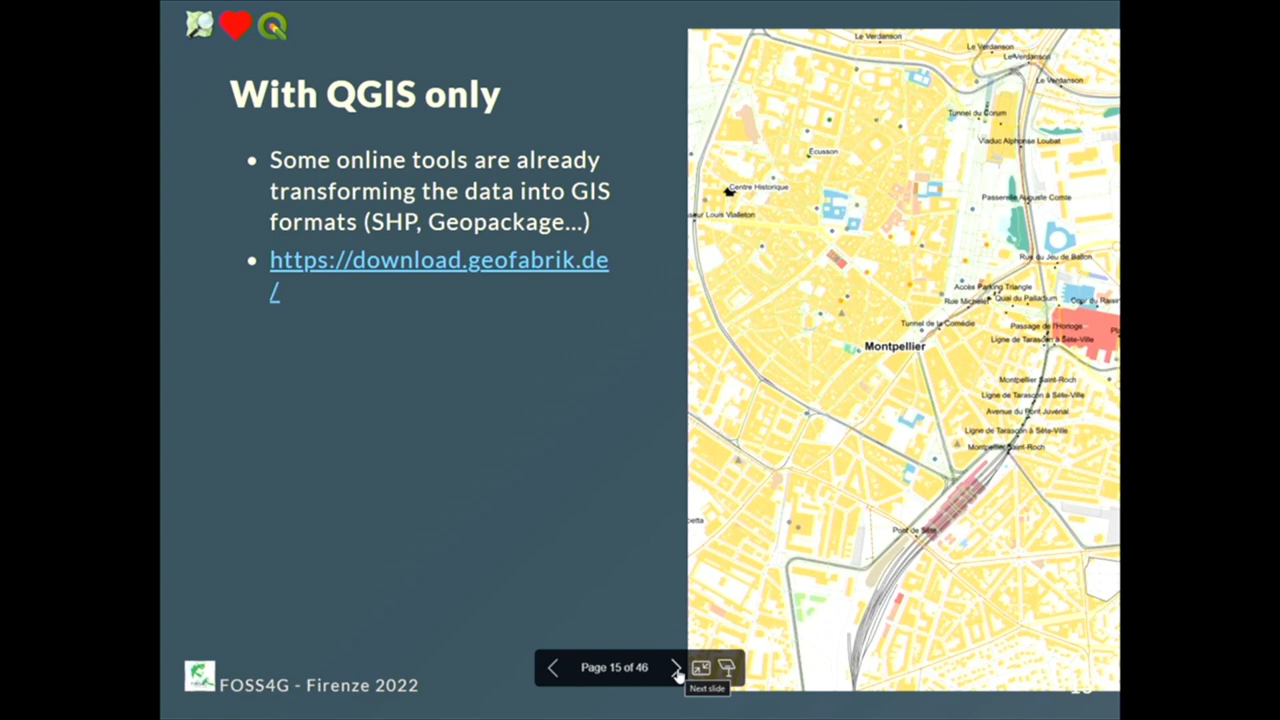 With QGIS only
• Some online tools are already
transforming the data into GIS
formats (SHP, Geopackage...)
• https://download.geofabrik.de
/
Le Verdanson
Le Verdanson
Le Verdanson
Le Verdanson
Tunnel du Corum
Viaduc Alphonse Loubat
Écusson
Centre Historique
Passerelle Auguste Comte
seur Louis Vialleton
Rue du Jeu de Ballon
Accès Parking Triangle
Rue Michelet
Quai du Palladium
Tunnel de la Comédie
Passage de l'Horloge
Ligne de Tarascon à Sète-Ville
Montpellier
Montpellier Saint-Roch
Ligne de Tarascon à Sète-Ville
Avenue du Pont Juvénal
Ligne de Tarascon à Sète-Ville
Montpellier Saint-Roch
Pont de Sète
Page 15 of 46
Next slide
FOSS4G - Firenze 2022